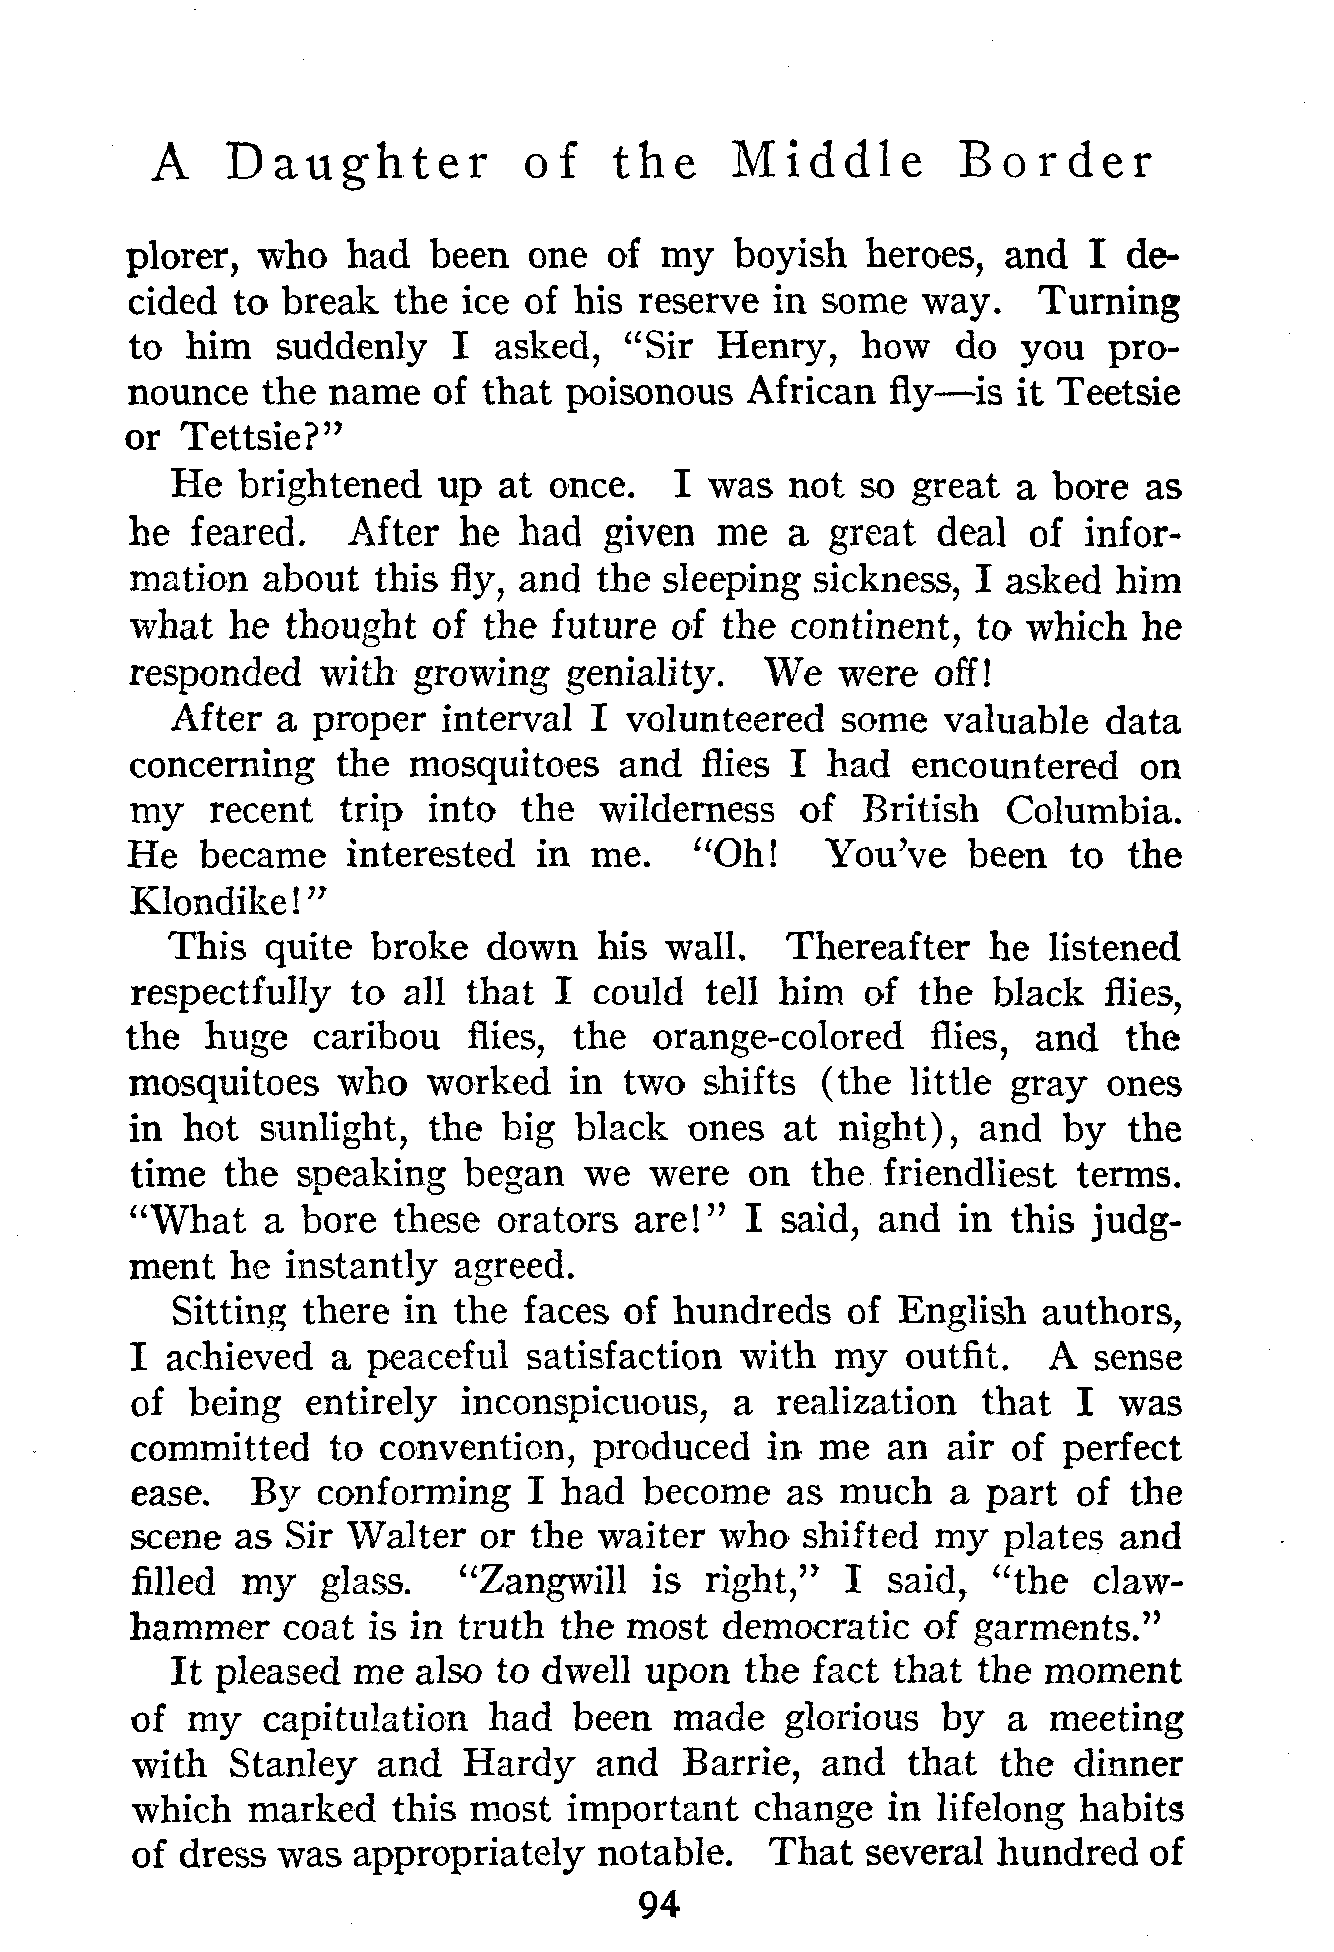 A Daughter of the Middle Border
plorer, who had been one of my boyish heroes, and I de-
cided to break the ice of his reserve in some way. Turning
to him suddenly I asked, “Sir Henry, how do you pro-
nounce the name of that poisonous African fly—is it Teetsie
or Tettsie?”
He brightened up at once. I was not so great a bore as
he feared. After he had given me a great deal of infor-
mation about this fly, and the sleeping sickness, I asked him
what he thought of the future of the continent, to which he
responded with growing geniality. We were off!
After a proper interval I volunteered some valuable data
concerning the mosquitoes and flies I had encountered on
my recent trip into the wilderness of British Columbia.
He became interested in me. “Oh! You’ve been to the
Klondike!”
This quite broke down his wall. Thereafter he listened
respectfully to all that I could tell him of the black flies,
the huge caribou flies, the orange-colored flies, and the
mosquitoes who worked in two shifts (the little gray ones
in hot sunlight, the big black ones at night), and by the
time the speaking began we were on the friendliest terms.
“What a bore these orators are!” I said, and in this judg-
ment he instantly agreed.
Sitting there in the faces of hundreds of English authors,
I achieved a peaceful satisfaction with my outfit. A sense
of being entirely inconspicuous, a realization that I was
committed to convention, produced in me an air of perfect
ease. By conforming I had become as much a part of the
scene as Sir Walter or the waiter who shifted my plates and
filled my glass. “Zangwill is right,” I said, “the claw-
hammer coat is in truth the most democratic of garments.”
It pleased me also to dwell upon the fact that the moment
of my capitulation had been made glorious by a meeting
with Stanley and Hardy and Barrie, and that the dinner
which marked this most important change in lifelong habits
of dress was appropriately notable. That several hundred of
94